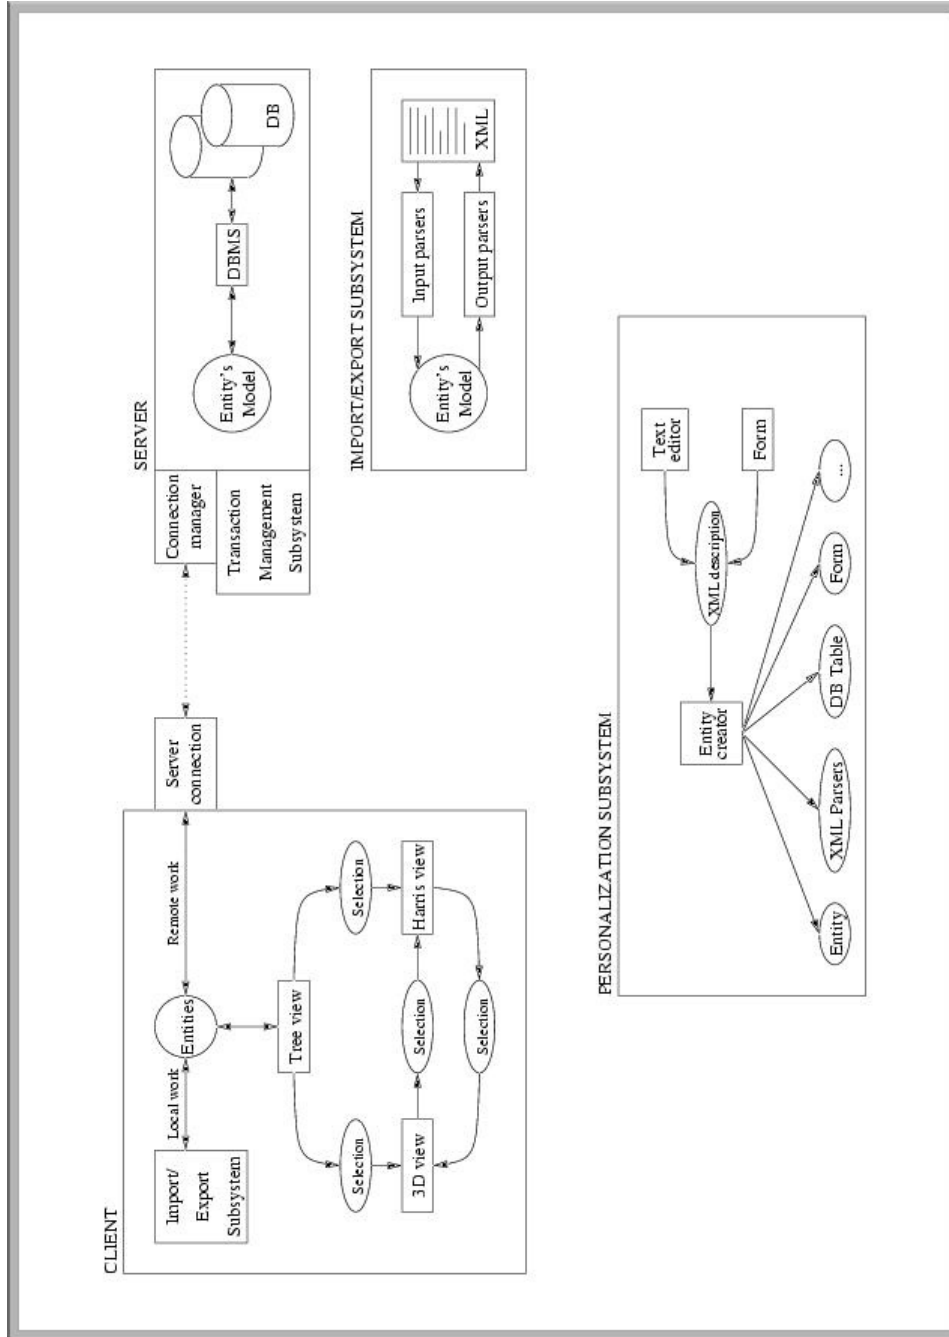 CLIENT
Import/
Export
Subsystem
Local work
Entities
Remote work
Server
connection
Tree view
Selection
Selection
3D view
Selection
Harris view
Selection
SERVER
Connection
manager
Transaction
Management
Subsystem
Entity's
Model
DBMS
DB
IMPORT/EXPORT SUBSYSTEM
Entity's
Model
Input parsers
Output parsers
XML
PERSONALIZATION SUBSYSTEM
Text
editor
Form
XML description
Entity
creator
Entity
XML Parsers
DB Table
Form
...